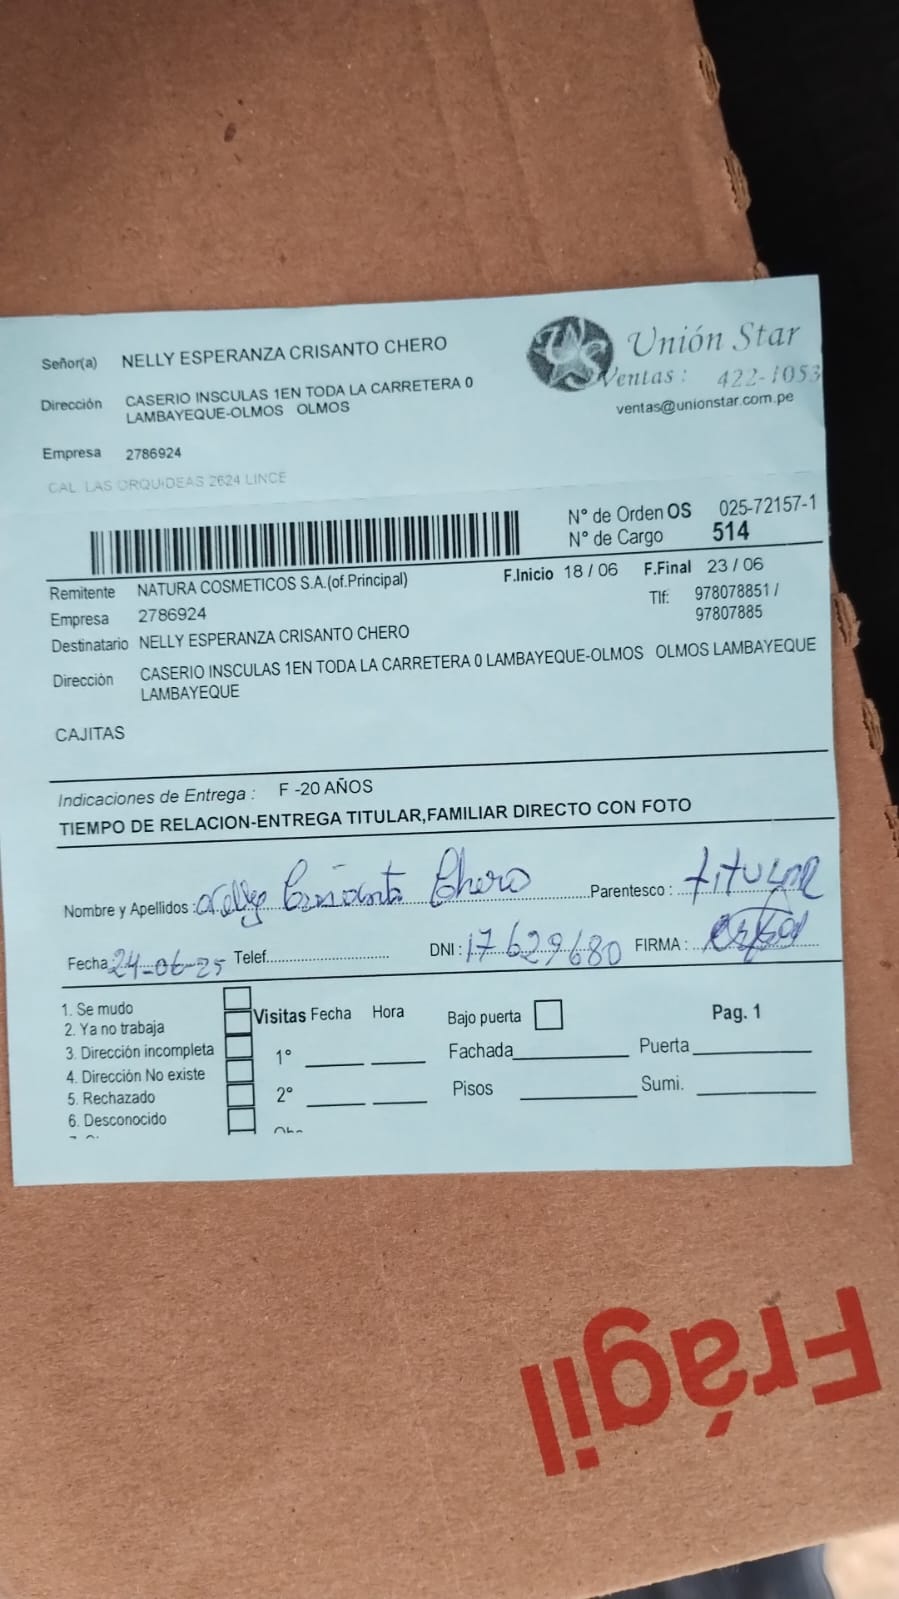 Señor(a) NELLY ESPERANZA CRISANTO CHERO
Dirección CASERIO INSCULAS 1EN TODA LA CARRETERA 0
LAMBAYEQUE-OLMOS OLMOS
Empresa 2786924
CAL. LAS ORQUIDEAS 2624 LINCE
Unión Star
Ventas : 422-1053
ventas@unionstar.com.pe
N° de Orden OS 025-72157-1
N° de Cargo 514
Remitente NATURA COSMETICOS S.A.(of.Principal)
F.Inicio 18 / 06 F.Final 23 / 06
Empresa 2786924
Tlf: 978078851 /
97807885
Destinatario NELLY ESPERANZA CRISANTO CHERO
Dirección CASERIO INSCULAS 1EN TODA LA CARRETERA 0 LAMBAYEQUE-OLMOS OLMOS LAMBAYEQUE
LAMBAYEQUE
CAJITAS
Indicaciones de Entrega : F -20 AÑOS
TIEMPO DE RELACION-ENTREGA TITULAR,FAMILIAR DIRECTO CON FOTO
Nombre y Apellidos : Nelly Crisanto Chero Parentesco : titular
Fecha 24-06-25 Telef. DNI : 17629680 FIRMA :
1. Se mudo
2. Ya no trabaja
3. Dirección incompleta
4. Dirección No existe
5. Rechazado
6. Desconocido
Visitas Fecha Hora
1°
2°
Bajo puerta
Pag. 1
Fachada Puerta
Pisos Sumi.
Frágil